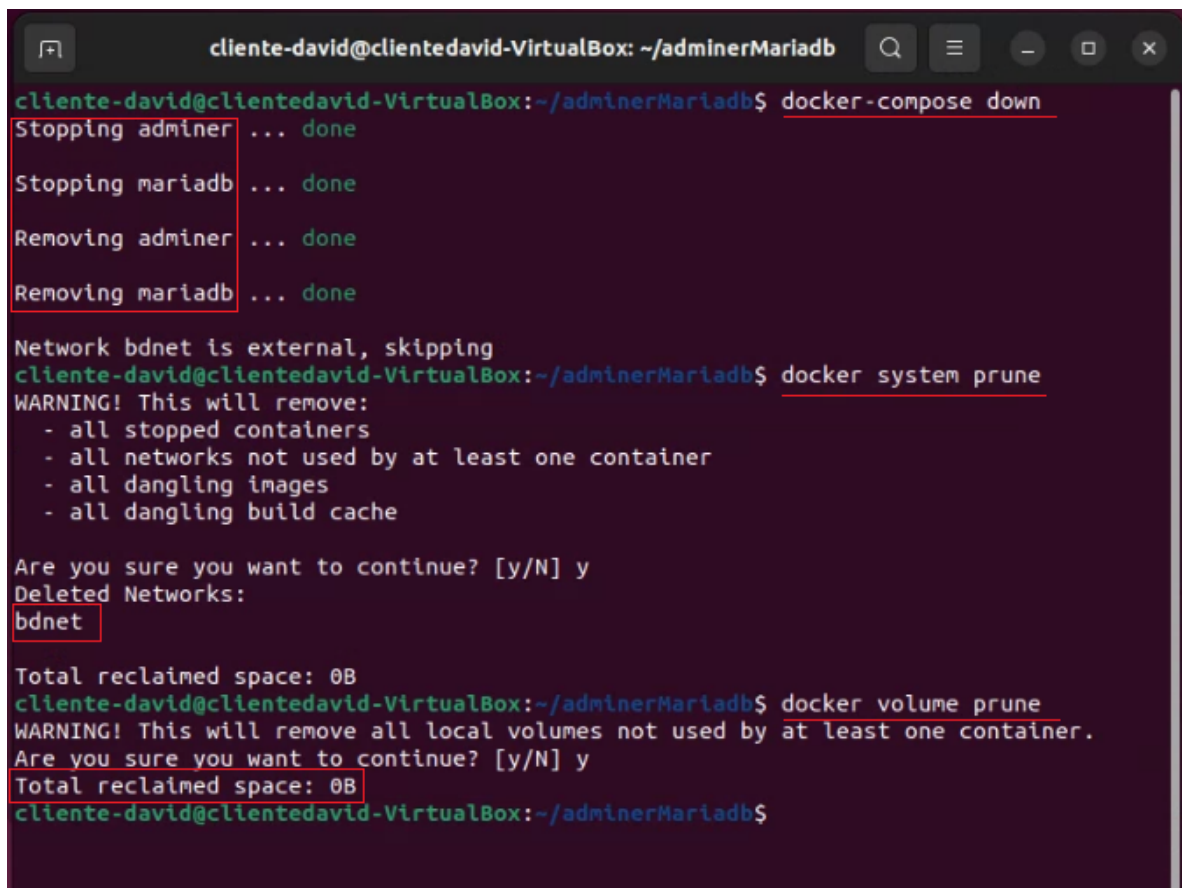 cliente-david@clientedavid-VirtualBox: ~/adminerMariadb
cliente-david@clientedavid-VirtualBox:~/adminerMariadb$ docker-compose down
Stopping adminer ... done
Stopping mariadb ... done
Removing adminer ... done
Removing mariadb ... done
Network bdnet is external, skipping
cliente-david@clientedavid-VirtualBox:~/adminerMariadb$ docker system prune
WARNING! This will remove:
- all stopped containers
- all networks not used by at least one container
- all dangling images
- all dangling build cache
Are you sure you want to continue? [y/N] y
Deleted Networks:
bdnet
Total reclaimed space: 0B
cliente-david@clientedavid-VirtualBox:~/adminerMariadb$ docker volume prune
WARNING! This will remove all local volumes not used by at least one container.
Are you sure you want to continue? [y/N] y
Total reclaimed space: 0B
cliente-david@clientedavid-VirtualBox:~/adminerMariadb$